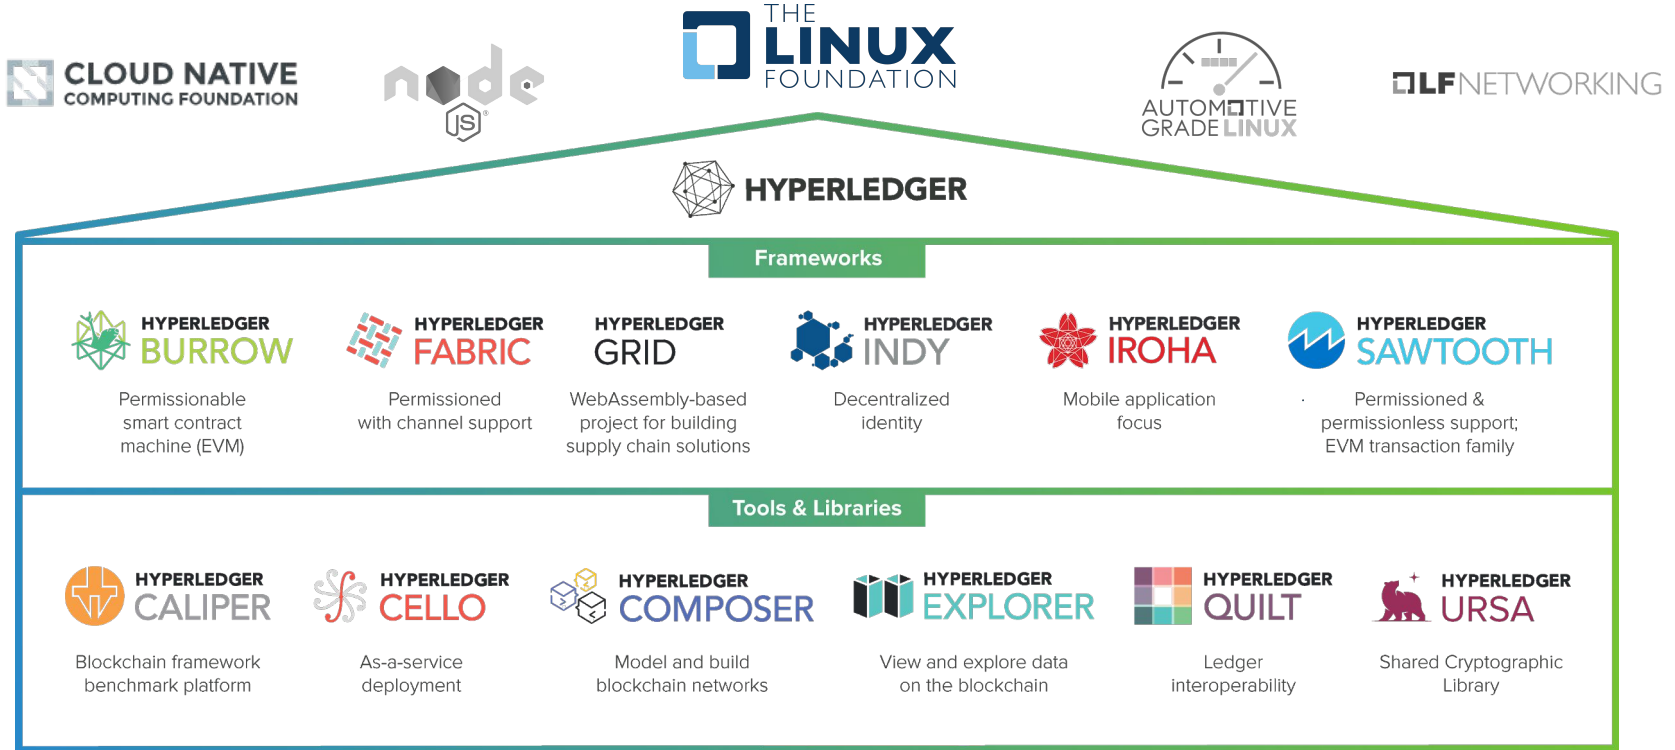 THE
LINUX
FOUNDATION
CLOUD NATIVE
COMPUTING FOUNDATION
node
JS
AUTOMOTIVE
GRADE LINUX
LFNETWORKING
HYPERLEDGER
Frameworks
HYPERLEDGER
BURROW
Permissionable
smart contract
machine (EVM)
HYPERLEDGER
FABRIC
Permissioned
with channel support
HYPERLEDGER
GRID
WebAssembly-based
project for building
supply chain solutions
HYPERLEDGER
INDY
Decentralized
identity
HYPERLEDGER
IROHA
Mobile application
focus
HYPERLEDGER
SAWTOOTH
Permissioned &
permissionless support;
EVM transaction family
Tools & Libraries
HYPERLEDGER
CALIPER
Blockchain framework
benchmark platform
HYPERLEDGER
CELLO
As-a-service
deployment
HYPERLEDGER
COMPOSER
Model and build
blockchain networks
HYPERLEDGER
EXPLORER
View and explore data
on the blockchain
HYPERLEDGER
QUILT
Ledger
interoperability
HYPERLEDGER
URSA
Shared Cryptographic
Library